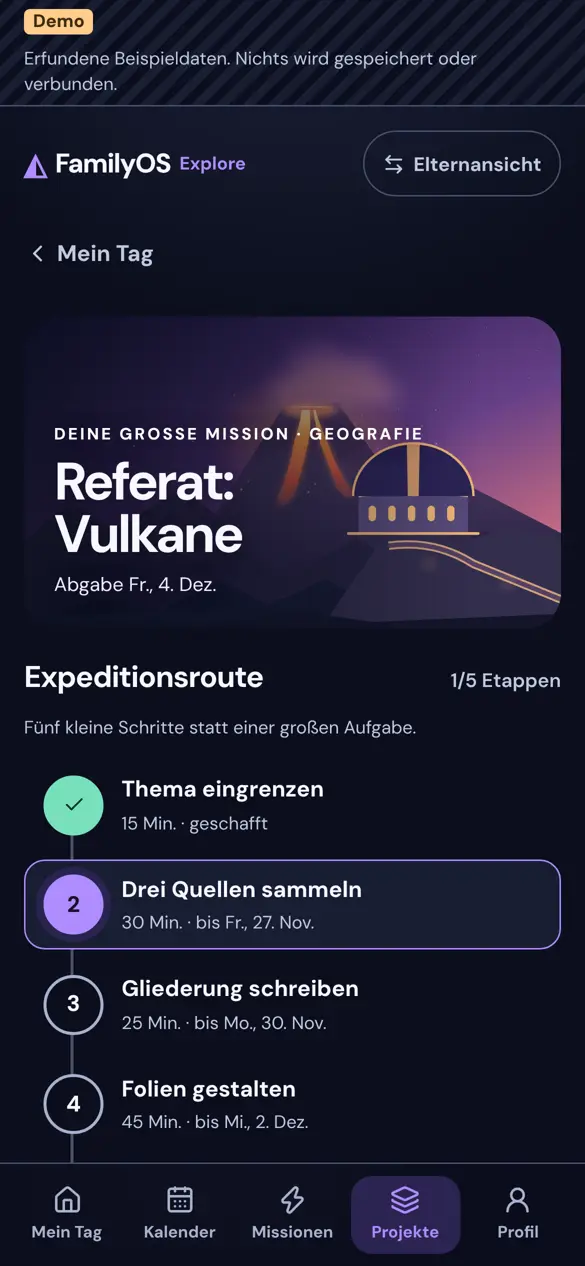 Demo
Erfundene Beispieldaten. Nichts wird gespeichert oder
verbunden.
FamilyOS Explore
Elternansicht
Mein Tag
DEINE GROSSE MISSION · GEOGRAFIE
Referat:
Vulkane
Abgabe Fr., 4. Dez.
Expeditionsroute
1/5 Etappen
Fünf kleine Schritte statt einer großen Aufgabe.
Thema eingrenzen
15 Min. · geschafft
2
Drei Quellen sammeln
30 Min. · bis Fr., 27. Nov.
3
Gliederung schreiben
25 Min. · bis Mo., 30. Nov.
4
Folien gestalten
45 Min. · bis Mi., 2. Dez.
Mein Tag
Kalender
Missionen
Projekte
Profil